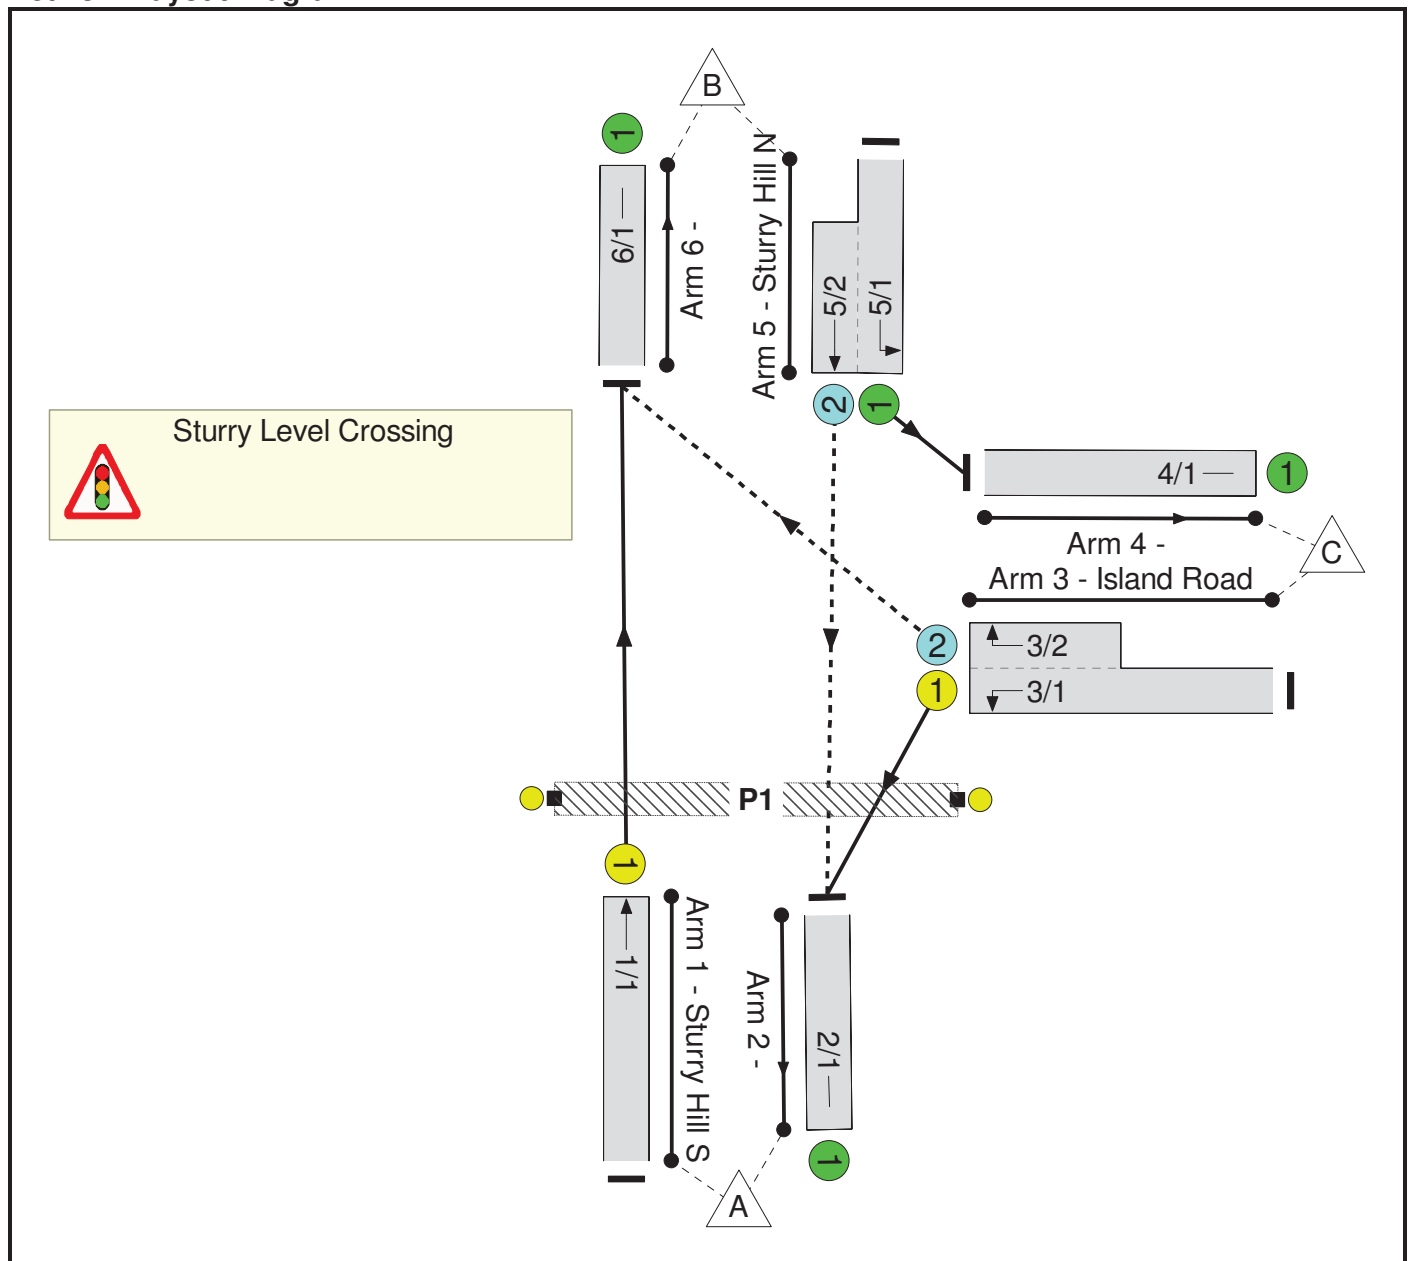 B
1
6/1
Arm 6 -
Arm 5 - Sturry Hill N
5/2
5/1
2
1
Sturry Level Crossing
4/1
1
Arm 4 -
Arm 3 - Island Road
C
2
3/2
1
3/1
P1
1
1/1
Arm 1 - Sturry Hill S
Arm 2 -
2/1
1
A